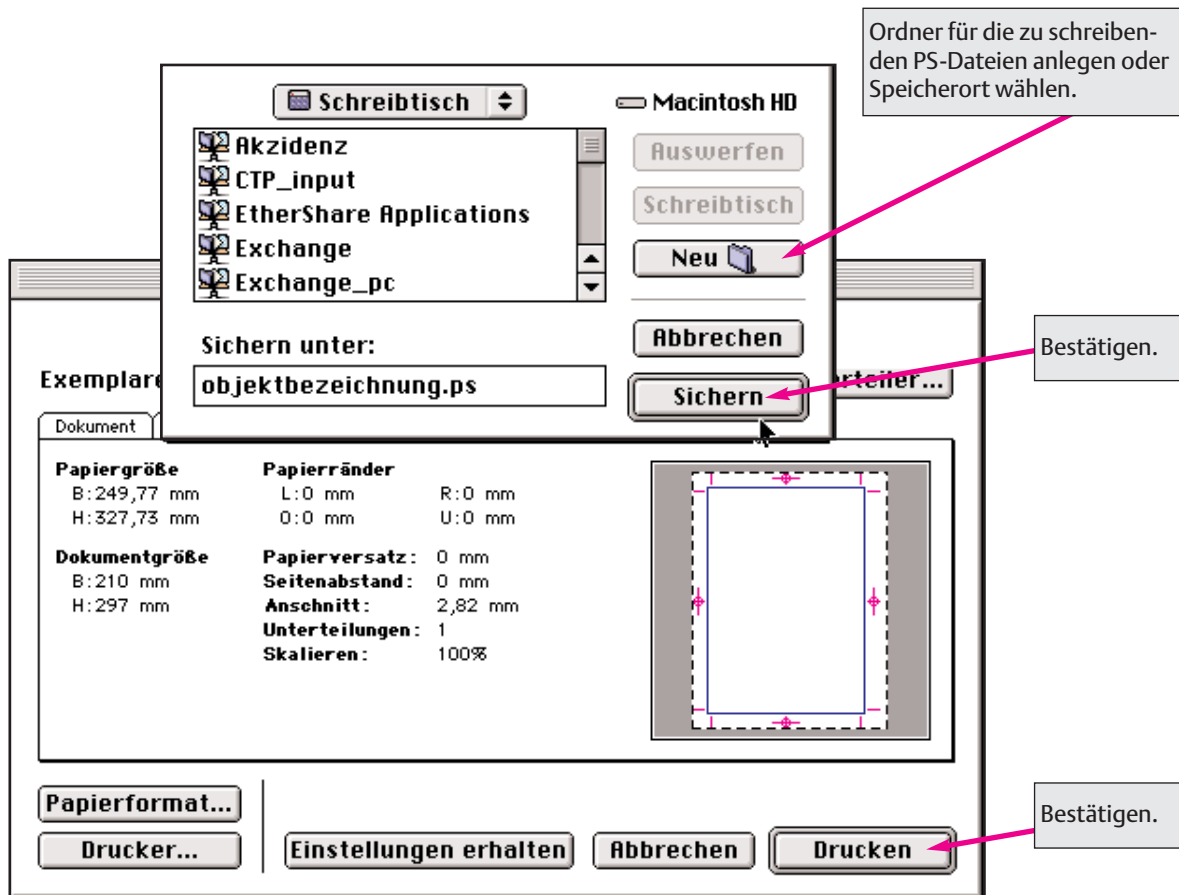 Ordner für die zu schreiben-
den PS-Dateien anlegen oder
Speicherort wählen.
Schreibtisch
Macintosh HD
Akzidenz
CTP_input
EtherShare Applications
Exchange
Exchange_pc
Auswerfen
Schreibtisch
Neu
Abbrechen
Sichern
Sichern unter:
objektbezeichnung.ps
Bestätigen.
Exemplare
erteiler...
Dokument
Papiergröße
B:249,77 mm
H:327,73 mm
Dokumentgröße
B:210 mm
H:297 mm
Papierränder
L:0 mm R:0 mm
O:0 mm U:0 mm
Papierversatz: 0 mm
Seitenabstand: 0 mm
Anschnitt: 2,82 mm
Unterteilungen: 1
Skalieren: 100%
Papierformat...
Drucker...
Einstellungen erhalten
Abbrechen
Drucken
Bestätigen.